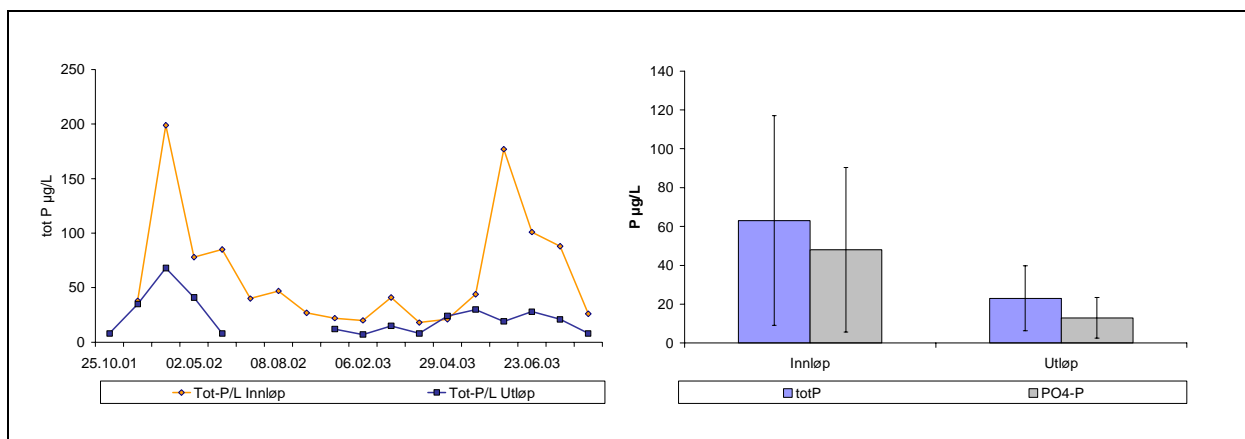 tot P µg/L
250
200
150
100
50
0
25.10.01 02.05.02 08.08.02 06.02.03 29.04.03 23.06.03
Tot-P/L Innløp Tot-P/L Utløp
P µg/L
140
120
100
80
60
40
20
0
Innløp Utløp
totP PO4-P